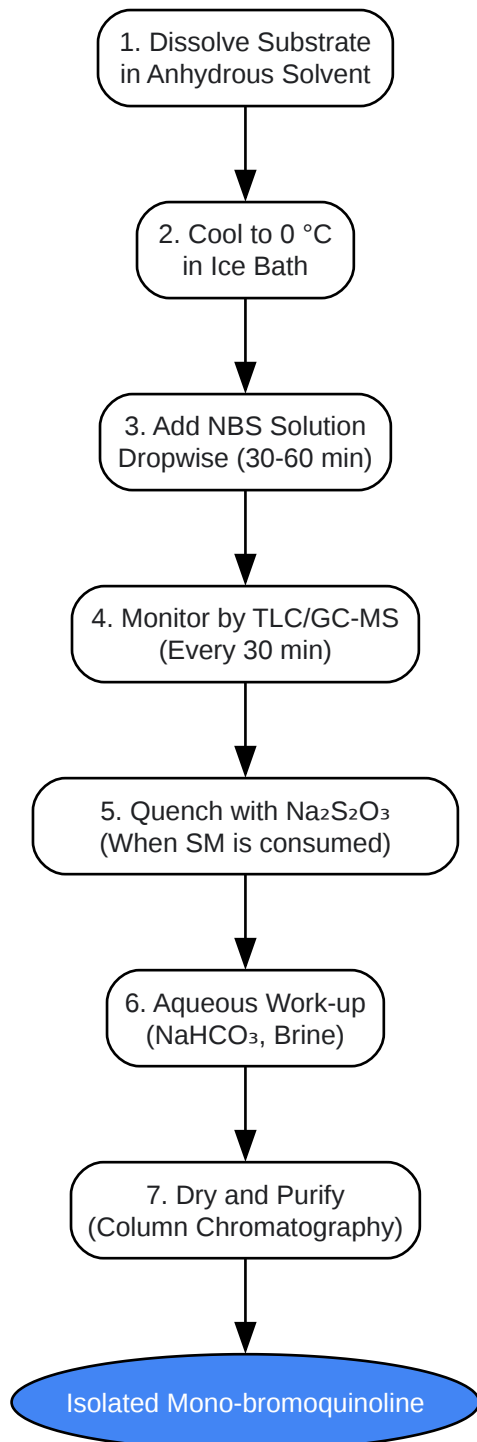 1. Dissolve Substrate
in Anhydrous Solvent
2. Cool to 0 °C
in Ice Bath
3. Add NBS Solution
Dropwise (30-60 min)
4. Monitor by TLC/GC-MS
(Every 30 min)
5. Quench with Na₂S₂O₃
(When SM is consumed)
6. Aqueous Work-up
(NaHCO₃, Brine)
7. Dry and Purify
(Column Chromatography)
Isolated Mono-bromoquinoline